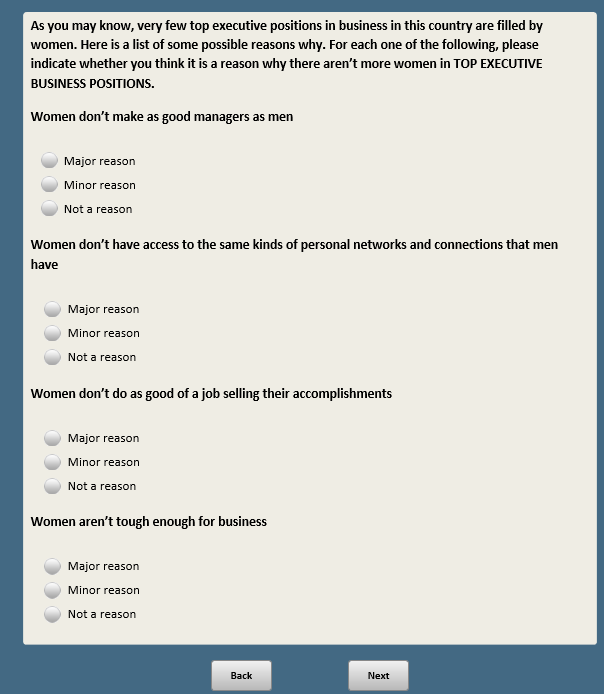 As you may know, very few top executive positions in business in this country are filled by
women. Here is a list of some possible reasons why. For each one of the following, please
indicate whether you think it is a reason why there aren’t more women in TOP EXECUTIVE
BUSINESS POSITIONS.
Women don’t make as good managers as men
Major reason
Minor reason
Not a reason
Women don’t have access to the same kinds of personal networks and connections that men
have
Major reason
Minor reason
Not a reason
Women don’t do as good of a job selling their accomplishments
Major reason
Minor reason
Not a reason
Women aren’t tough enough for business
Major reason
Minor reason
Not a reason
Back
Next